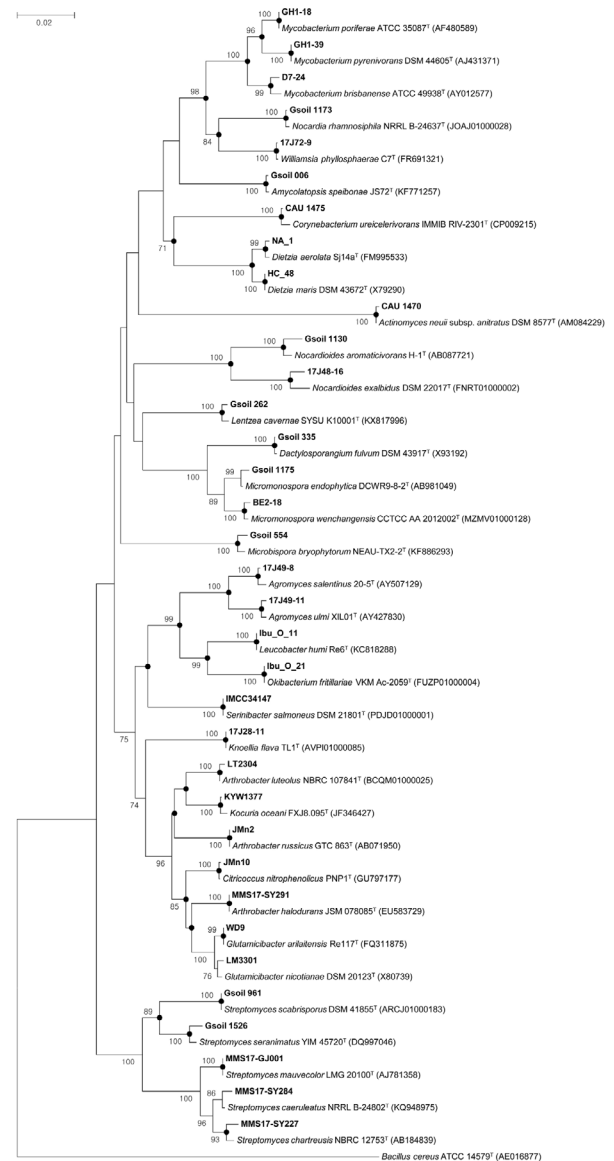 0.02
GH1-18
100
96
Mycobacterium poriferae ATCC 35087ᵀ (AF480589)
GH1-39
100
Mycobacterium pyrenivorans DSM 44605ᵀ (AJ431371)
100
D7-24
99
Mycobacterium brisbanense ATCC 49938ᵀ (AY012577)
98
Gsoil 1173
100
Nocardia rhamnosiphila NRRL B-24637ᵀ (JOAJ01000028)
84
17J72-9
100
Williamsia phyllosphaerae C7ᵀ (FR691321)
Gsoil 006
100
Amycolatopsis speibonae JS72ᵀ (KF771257)
CAU 1475
100
Corynebacterium ureicelerivorans IMMIB RIV-2301ᵀ (CP009215)
71
NA_1
99
Dietzia aerolata Sj14aᵀ (FM995533)
100
HC_48
100
Dietzia maris DSM 43672ᵀ (X79290)
CAU 1470
100
Actinomyces neuii subsp. anitratus DSM 8577ᵀ (AM084229)
Gsoil 1130
100
Nocardioides aromaticivorans H-1ᵀ (AB087721)
100
17J48-16
100
Nocardioides exalbidus DSM 22017ᵀ (FNRT01000002)
Gsoil 262
100
Lentzea cavernae SYSU K10001ᵀ (KX817996)
Gsoil 335
100
Dactylosporangium fulvum DSM 43917ᵀ (X93192)
100
Gsoil 1175
99
Micromonospora endophytica DCWR9-8-2ᵀ (AB981049)
89
BE2-18
100
Micromonospora wenchangensis CCTCC AA 2012002ᵀ (MZMV01000128)
Gsoil 554
100
Microbispora bryophytorum NEAU-TX2-2ᵀ (KF886293)
17J49-8
100
Agromyces salentinus 20-5ᵀ (AY507129)
100
17J49-11
100
Agromyces ulmi XIL01ᵀ (AY427830)
99
Ibu_O_11
100
Leucobacter humi Re6ᵀ (KC818288)
99
Ibu_O_21
100
Okibacterium fritillariae VKM Ac-2059ᵀ (FUZP01000004)
IMCC34147
100
Serinibacter salmoneus DSM 21801ᵀ (PDJD01000001)
75
17J28-11
100
Knoellia flava TL1ᵀ (AVPI01000085)
74
LT2304
100
Arthrobacter luteolus NBRC 107841ᵀ (BCQM01000025)
KYW1377
100
Kocuria oceani FXJ8.095ᵀ (JF346427)
JMn2
100
Arthrobacter russicus GTC 863ᵀ (AB071950)
96
JMn10
100
Citricoccus nitrophenolicus PNP1ᵀ (GU797177)
85
MMS17-SY291
100
Arthrobacter halodurans JSM 078085ᵀ (EU583729)
WD9
99
Glutamicibacter arilaitensis Re117ᵀ (FQ311875)
100
LM3301
76
Glutamicibacter nicotianae DSM 20123ᵀ (X80739)
Gsoil 961
100
Streptomyces scabrisporus DSM 41855ᵀ (ARCJ01000183)
89
Gsoil 1526
100
Streptomyces seranimatus YIM 45720ᵀ (DQ997046)
100
MMS17-GJ001
100
Streptomyces mauvecolor LMG 20100ᵀ (AJ781358)
100
MMS17-SY284
86
Streptomyces caeruleatus NRRL B-24802ᵀ (KQ948975)
96
MMS17-SY227
93
Streptomyces chartreusis NBRC 12753ᵀ (AB184839)
Bacillus cereus ATCC 14579ᵀ (AE016877)